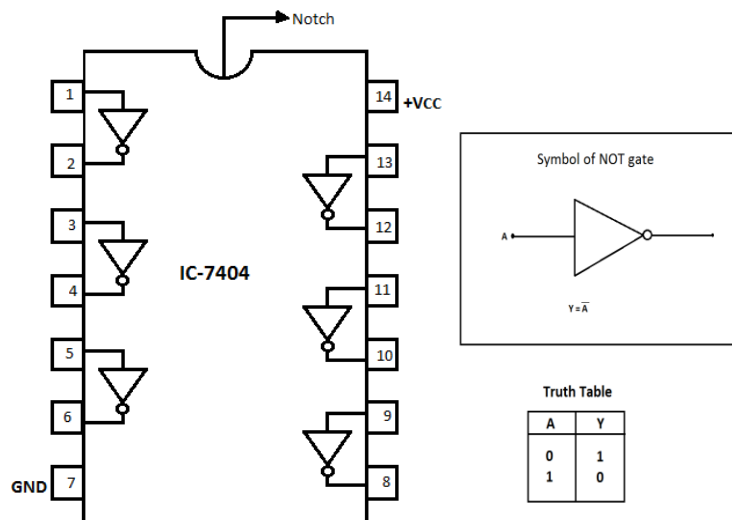 Notch
1
2
3
4
5
6
GND 7
IC-7404
14 +VCC
13
12
11
10
9
8
Symbol of NOT gate
A
Y = A̅
Truth Table
A Y
0 1
1 0